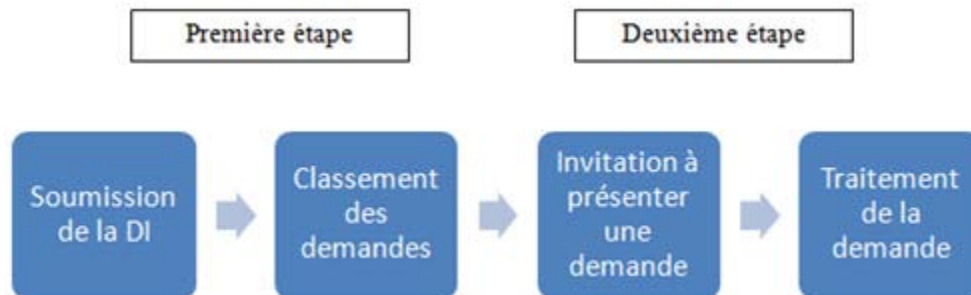 Première étape
Deuxième étape
Soumission
de la DI
Classement
des
demandes
Invitation à
présenter
une
demande
Traitement
de la
demande